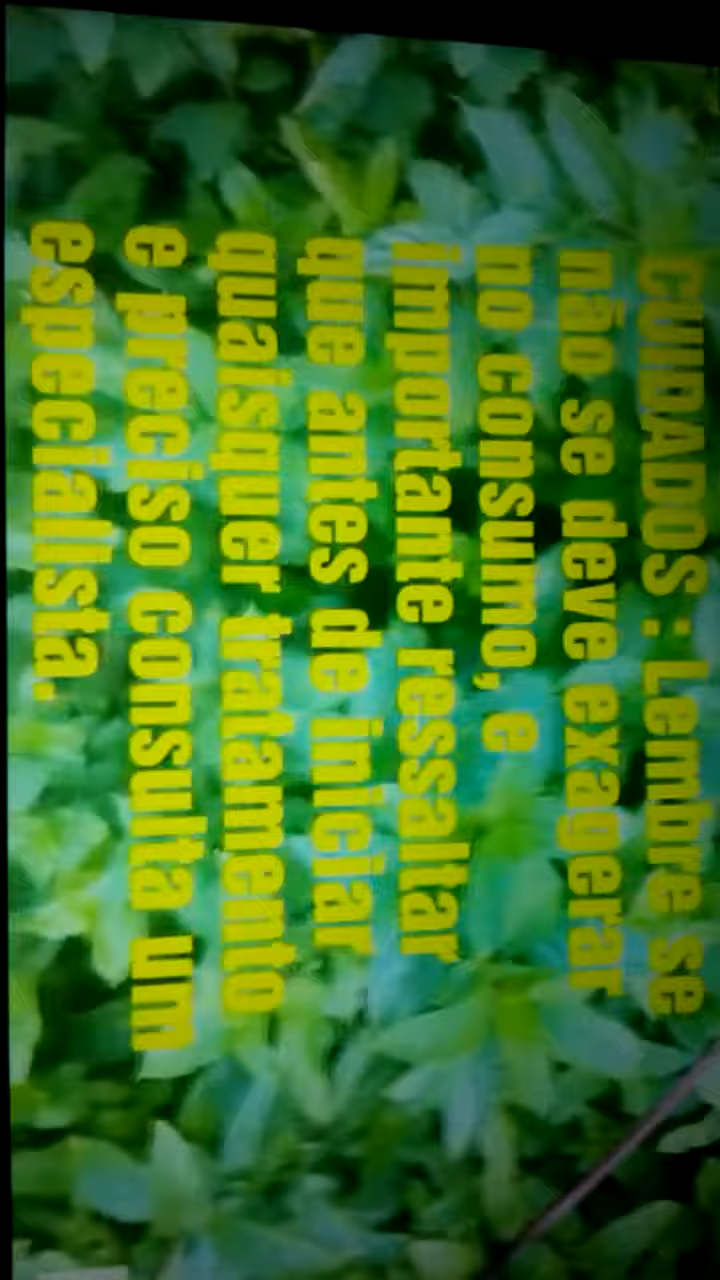 CUIDADOS : Lembre se
não se deve exagerar
no consumo, e
importante ressaltar
que antes de iniciar
quaisquer tratamento
e preciso consulta um
especialista.